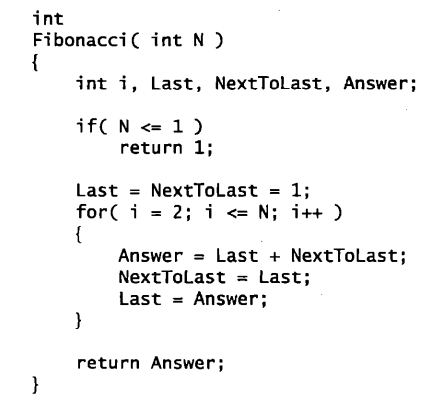 int
Fibonacci( int N )
{
    int i, Last, NextToLast, Answer;

    if( N <= 1 )
        return 1;

    Last = NextToLast = 1;
    for( i = 2; i <= N; i++ )
    {
        Answer = Last + NextToLast;
        NextToLast = Last;
        Last = Answer;
    }

    return Answer;
}